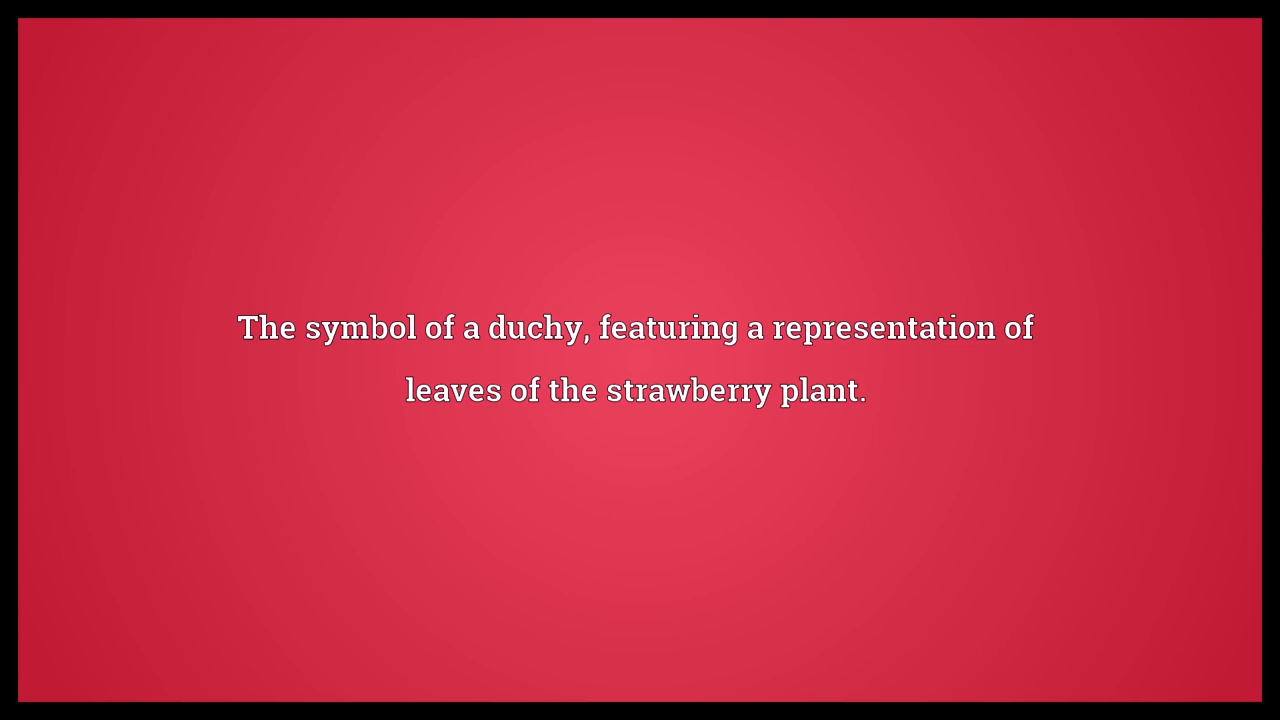 The symbol of a duchy, featuring a representation of
leaves of the strawberry plant.